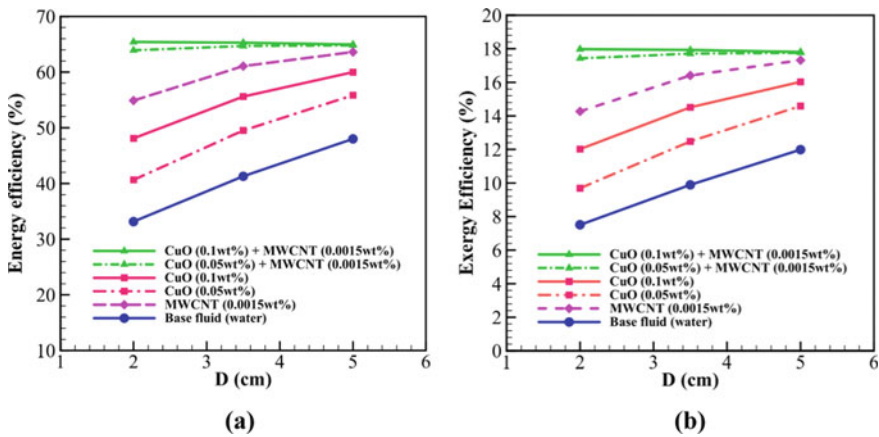 Energy efficiency (%)
70
60
50
40
30
20
10
CuO (0.1wt%) + MWCNT (0.0015wt%)
CuO (0.05wt%) + MWCNT (0.0015wt%)
CuO (0.1wt%)
CuO (0.05wt%)
MWCNT (0.0015wt%)
Base fluid (water)
1 2 3 4 5 6
D (cm)
(a)
Exergy Efficiency (%)
20
18
16
14
12
10
8
6
4
2
0
CuO (0.1wt%) + MWCNT (0.0015wt%)
CuO (0.05wt%) + MWCNT (0.0015wt%)
CuO (0.1wt%)
CuO (0.05wt%)
MWCNT (0.0015wt%)
Base fluid (water)
1 2 3 4 5 6
D (cm)
(b)